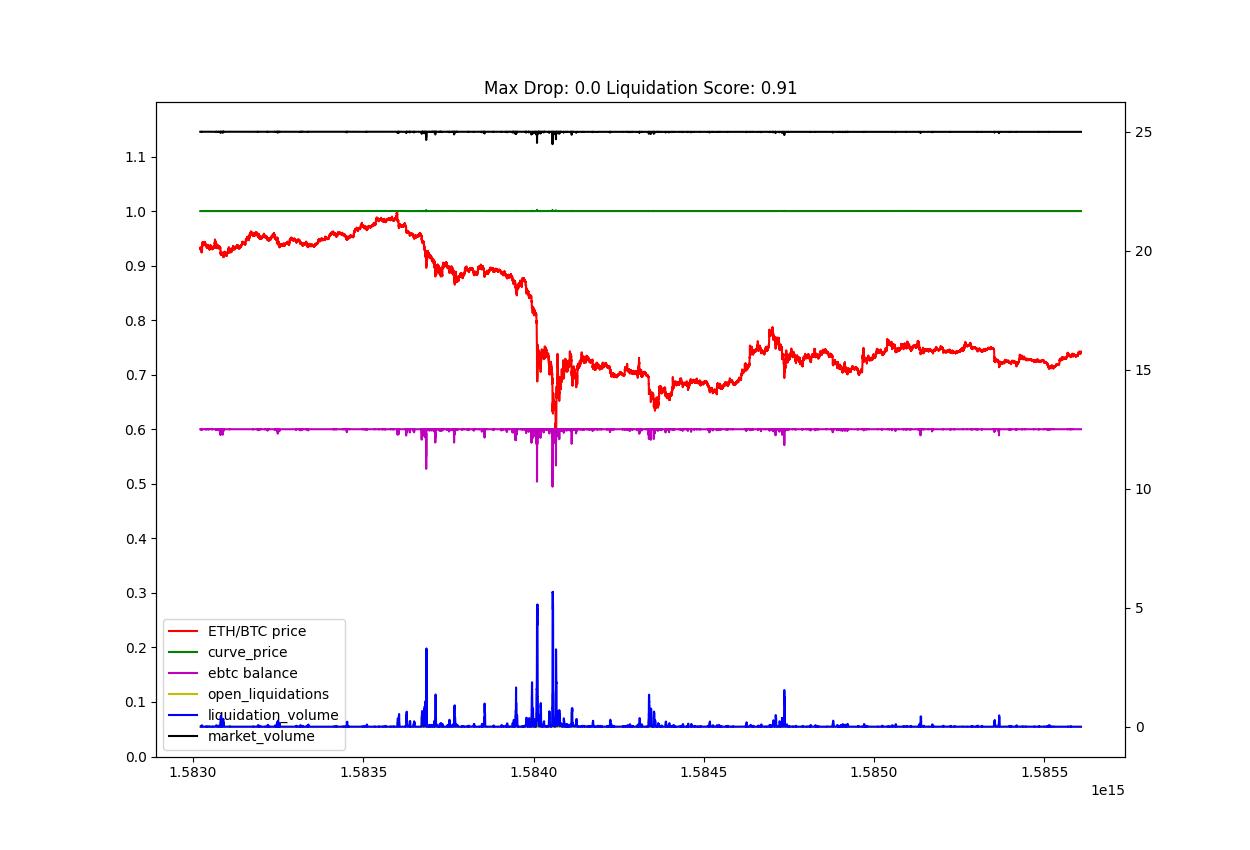 Max Drop: 0.0 Liquidation Score: 0.91
1.1
1.0
0.9
0.8
0.7
0.6
0.5
0.4
0.3
0.2
0.1
0.0
25
20
15
10
5
0
ETH/BTC price
curve_price
ebtc balance
open_liquidations
liquidation_volume
market_volume
1.5830 1.5835 1.5840 1.5845 1.5850 1.5855
1e15